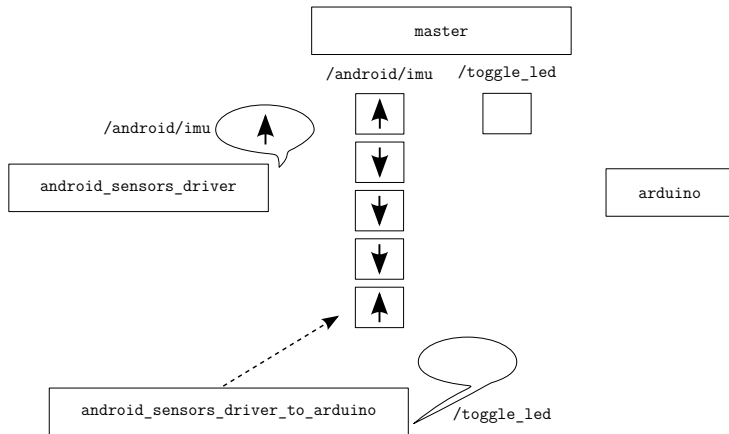 master
/android/imu
/toggle_led
/android/imu
android_sensors_driver
arduino
android_sensors_driver_to_arduino
/toggle_led